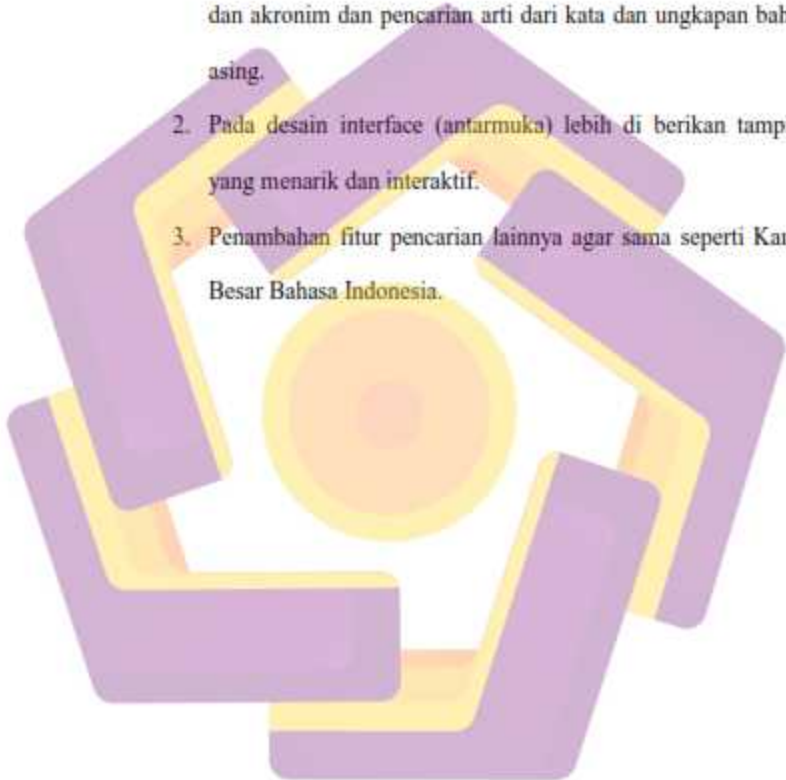 dan akronim dan pencarian arti dari kata dan ungkapan bah
asing.
2. Pada desain interface (antarmuka) lebih di berikan tamp
yang menarik dan interaktif.
3. Penambahan fitur pencarian lainnya agar sama seperti Kar
Besar Bahasa Indonesia.